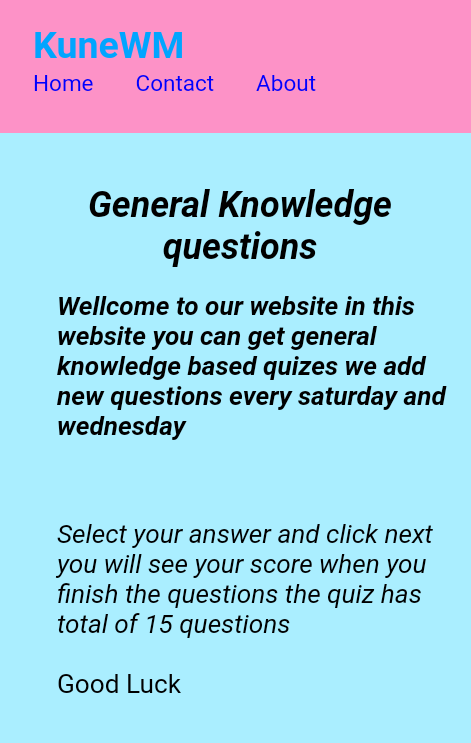 KuneWM
Home Contact About
General Knowledge
questions
Wellcome to our website in this
website you can get general
knowledge based quizes we add
new questions every saturday and
wednesday
Select your answer and click next
you will see your score when you
finish the questions the quiz has
total of 15 questions
Good Luck